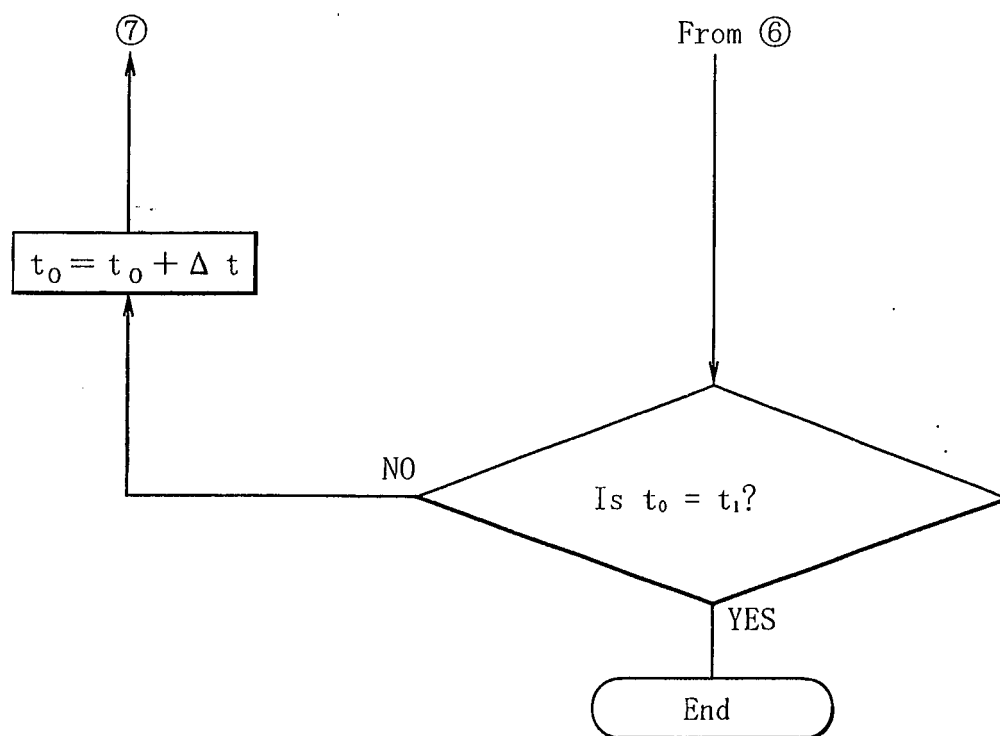 ⑦
From ⑥
t₀ = t₀ + Δ t
NO
Is t₀ = t₁?
YES
End